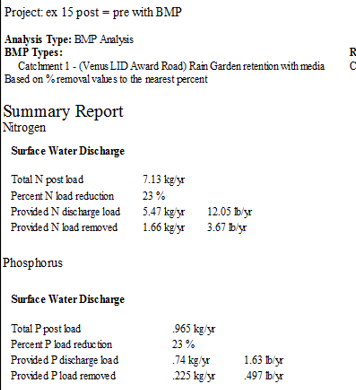 Project: ex 15 post = pre with BMP
Analysis Type: BMP Analysis
BMP Types:
Catchment 1 - (Venus LID Award Road) Rain Garden retention with media
Based on % removal values to the nearest percent
Summary Report
Nitrogen
Surface Water Discharge
Total N post load 7.13 kg/yr
Percent N load reduction 23 %
Provided N discharge load 5.47 kg/yr 12.05 lb/yr
Provided N load removed 1.66 kg/yr 3.67 lb/yr
Phosphorus
Surface Water Discharge
Total P post load .965 kg/yr
Percent P load reduction 23 %
Provided P discharge load .74 kg/yr 1.63 lb/yr
Provided P load removed .225 kg/yr .497 lb/yr